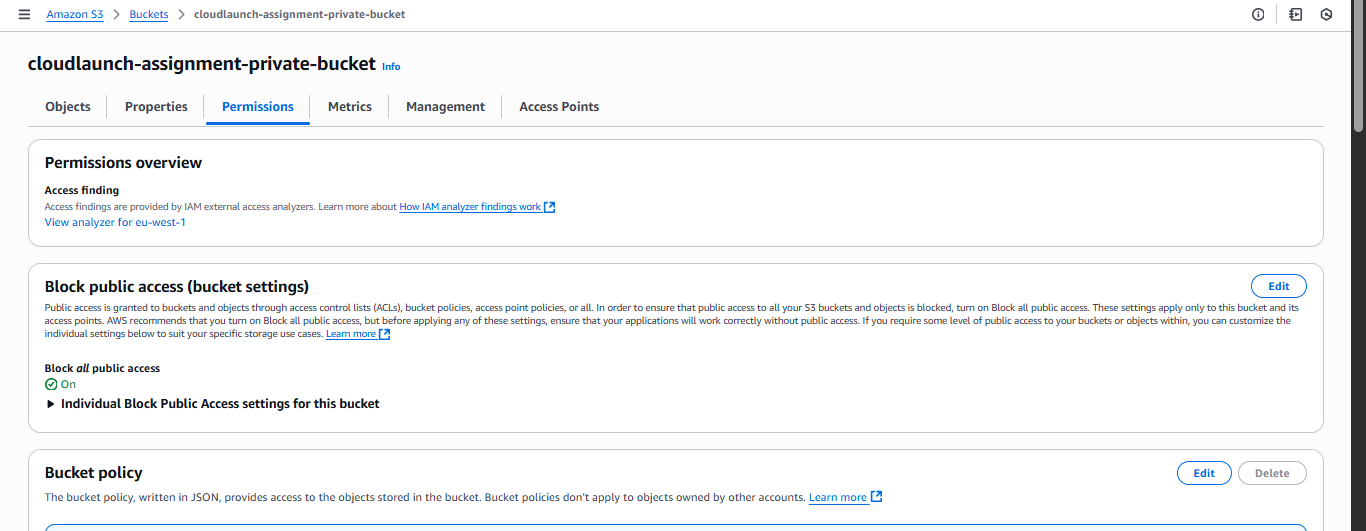 Amazon S3 > Buckets > cloudlaunch-assignment-private-bucket
cloudlaunch-assignment-private-bucket Info
Objects Properties Permissions Metrics Management Access Points
Permissions overview
Access finding
Access findings are provided by IAM external access analyzers. Learn more about How IAM analyzer findings work
View analyzer for eu-west-1
Block public access (bucket settings) Edit
Public access is granted to buckets and objects through access control lists (ACLs), bucket policies, access point policies, or all. In order to ensure that public access to all your S3 buckets and objects is blocked, turn on Block all public access. These settings apply only to this bucket and its
access points. AWS recommends that you turn on Block all public access, but before applying any of these settings, ensure that your applications will work correctly without public access. If you require some level of public access to your buckets or objects within, you can customize the
individual settings below to suit your specific storage use cases. Learn more
Block all public access
On
Individual Block Public Access settings for this bucket
Bucket policy Edit Delete
The bucket policy, written in JSON, provides access to the objects stored in the bucket. Bucket policies don't apply to objects owned by other accounts. Learn more